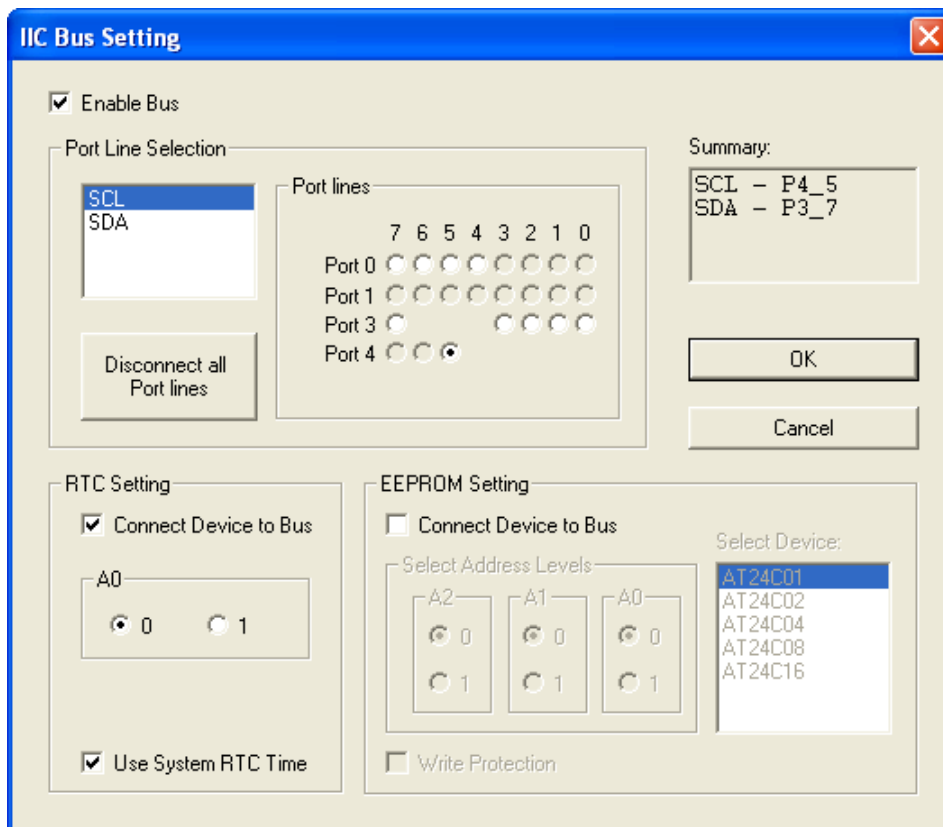 IIC Bus Setting
Enable Bus
Port Line Selection
SCL
SDA
Disconnect all
Port lines
Port lines
7 6 5 4 3 2 1 0
Port 0
Port 1
Port 3
Port 4
Summary:
SCL - P4_5
SDA - P3_7
OK
Cancel
RTC Setting
Connect Device to Bus
A0
0 1
Use System RTC Time
EEPROM Setting
Connect Device to Bus
Select Address Levels
A2 A1 A0
0 0 0
1 1 1
Write Protection
Select Device:
AT24C01
AT24C02
AT24C04
AT24C08
AT24C16